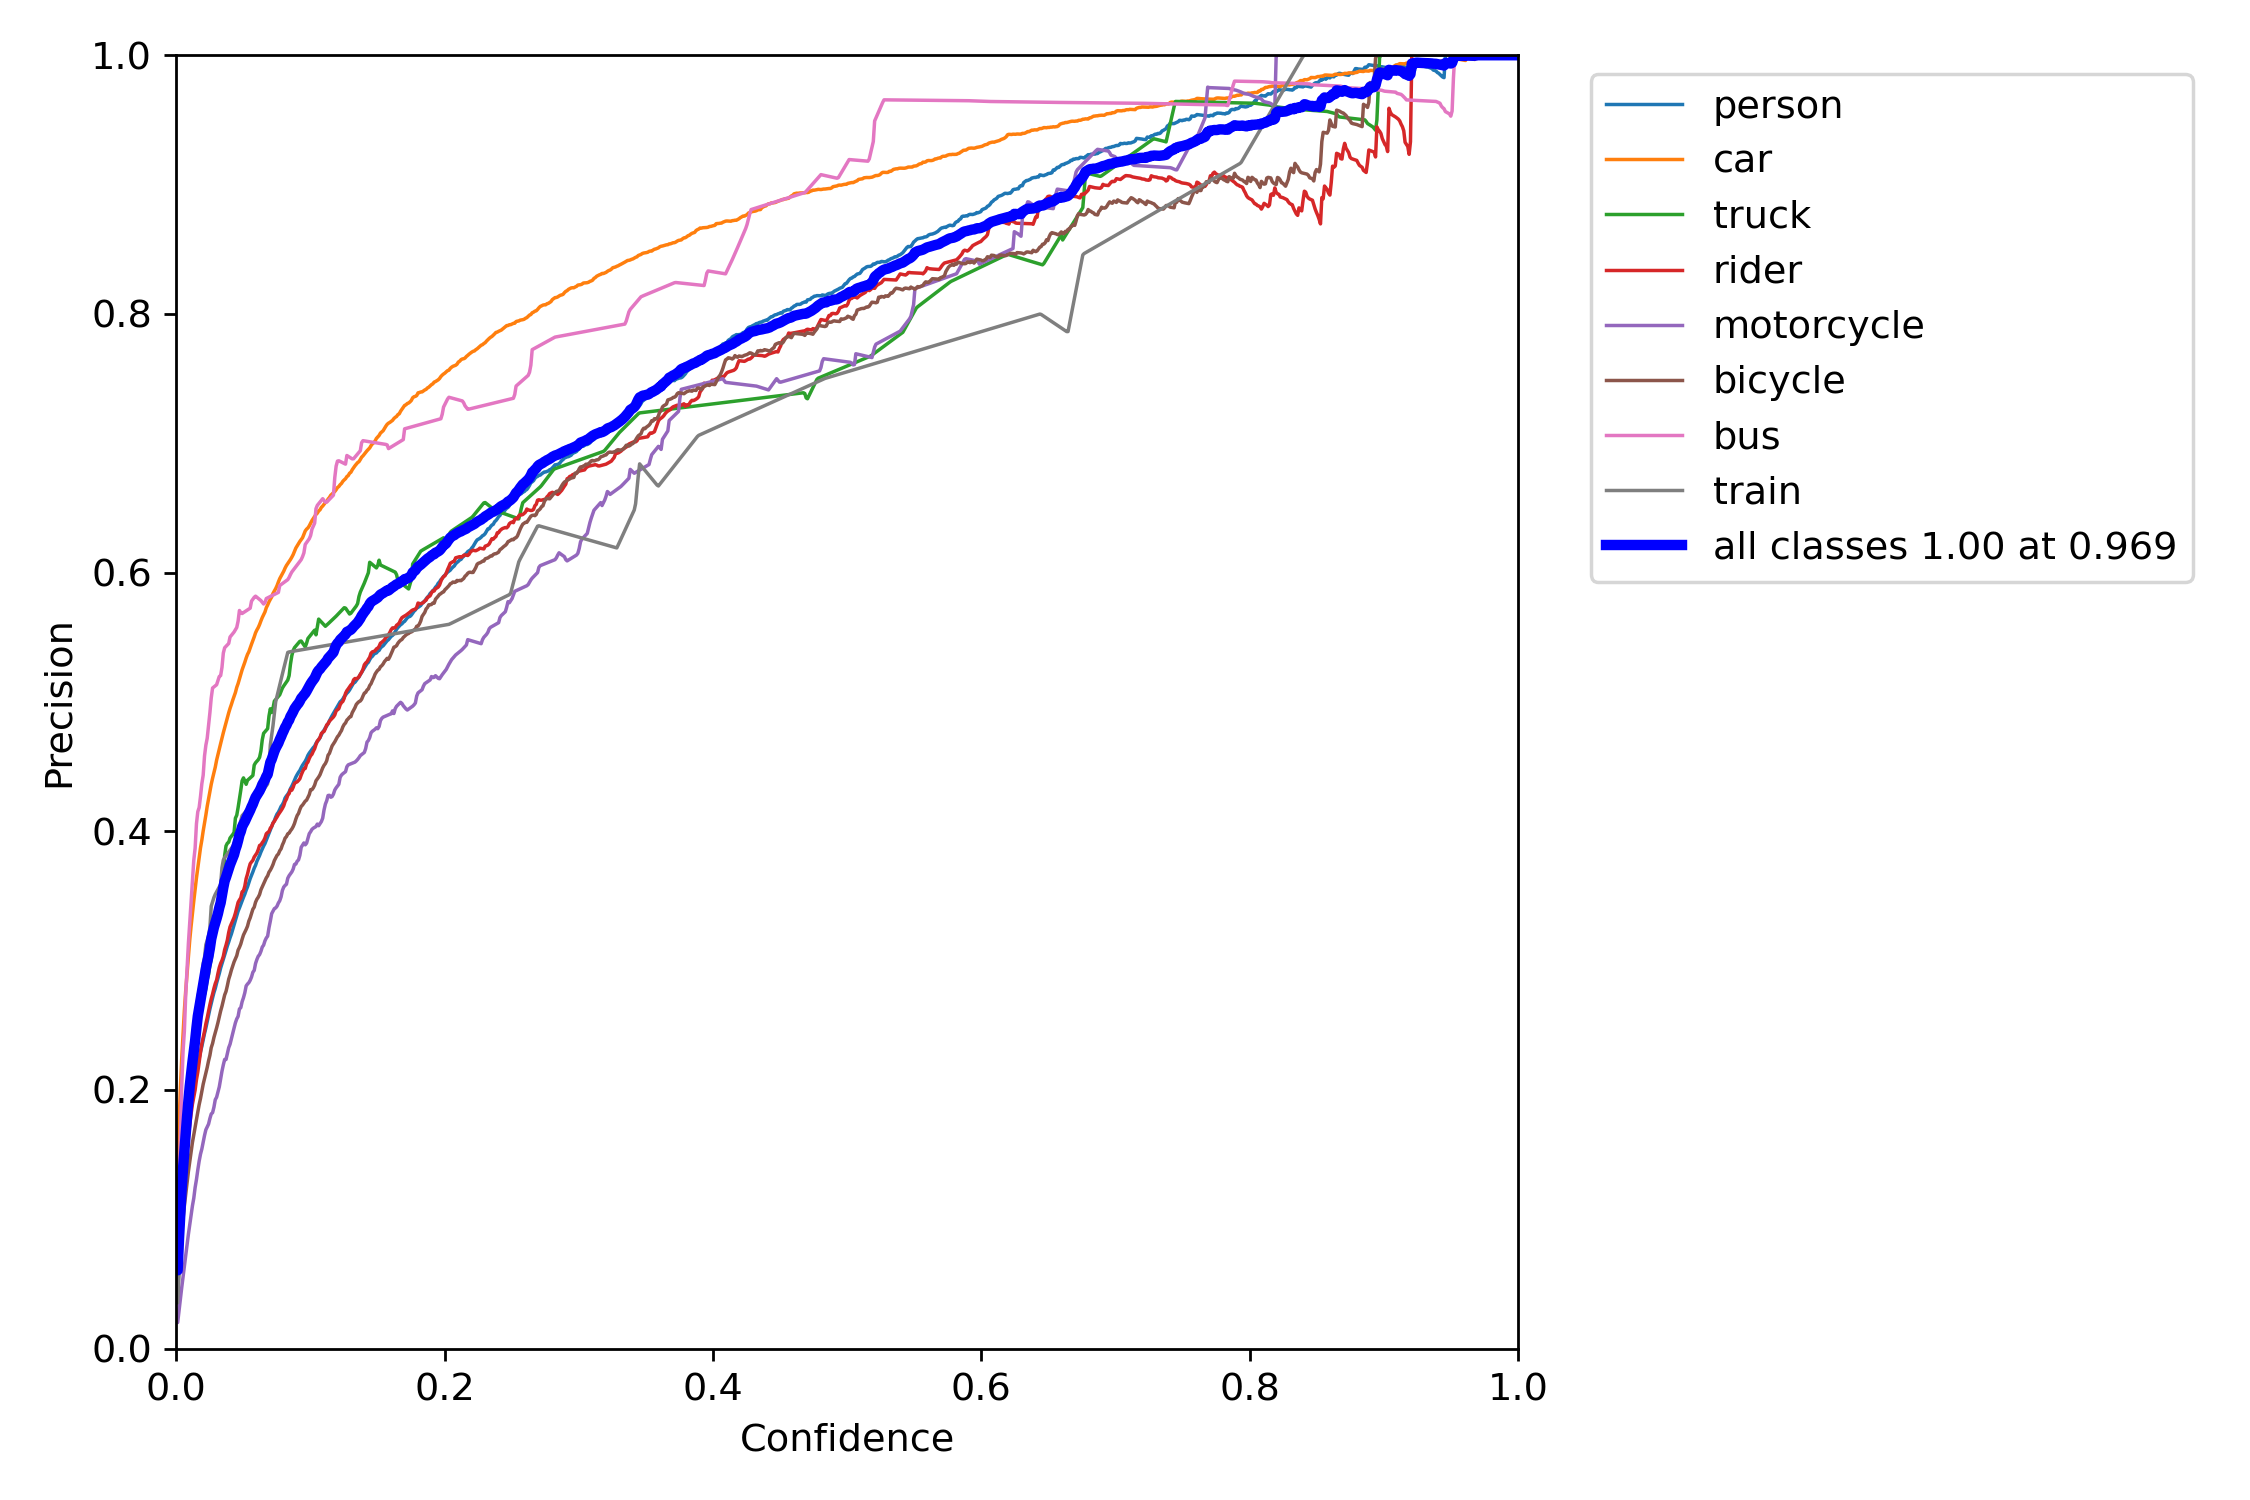 1.0
0.8
0.6
0.4
0.2
0.0
Precision
0.0 0.2 0.4 0.6 0.8 1.0
Confidence
person
car
truck
rider
motorcycle
bicycle
bus
train
all classes 1.00 at 0.969